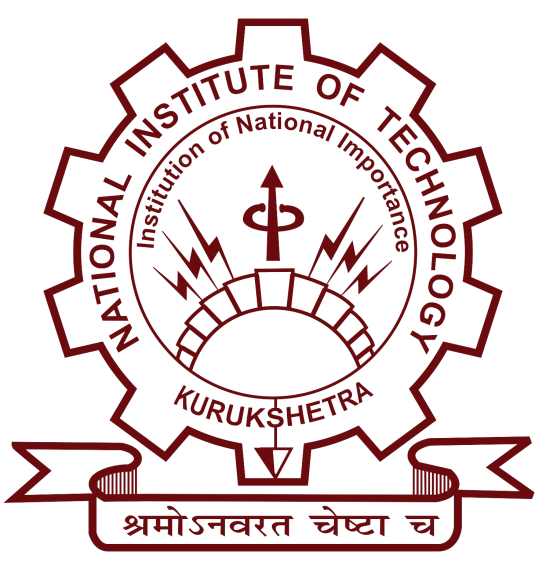 NATIONAL INSTITUTE OF TECHNOLOGY
Institution of National Importance
KURUKSHETRA
श्रमोऽनवरत चेष्टा च